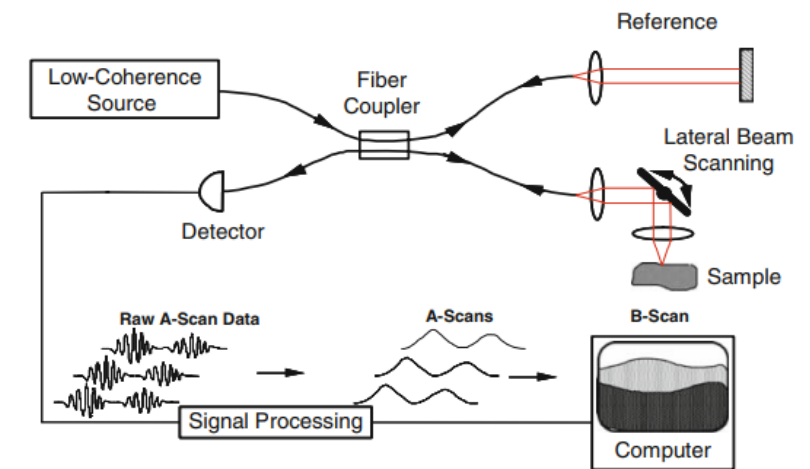 Reference
Low-Coherence
Source
Fiber
Coupler
Lateral Beam
Scanning
Detector
Sample
Raw A-Scan Data
A-Scans
B-Scan
Signal Processing
Computer